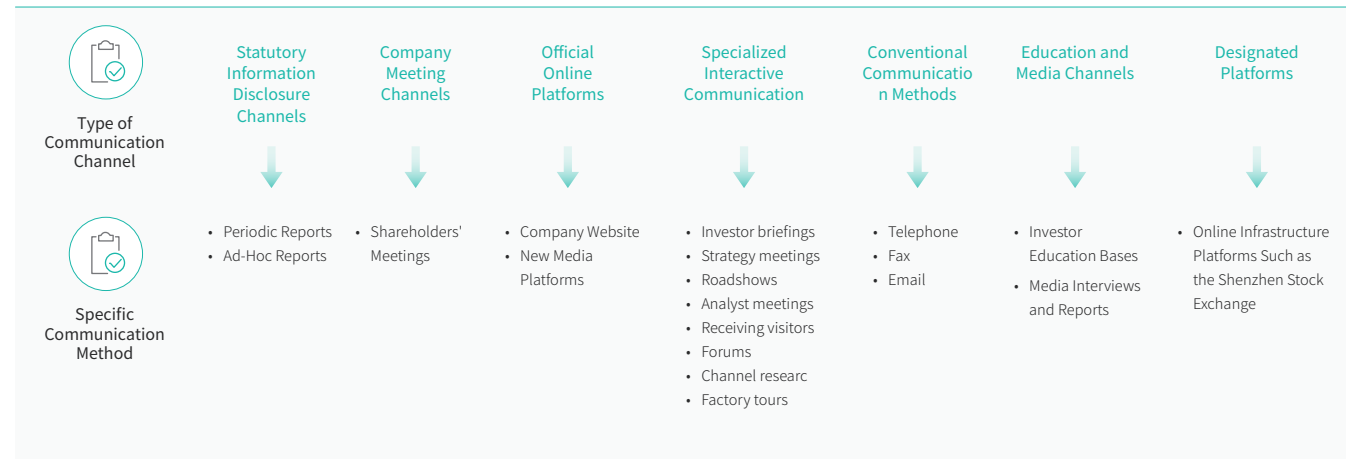 Type of
Communication
Channel
Statutory
Information
Disclosure
Channels
Company
Meeting
Channels
Official
Online
Platforms
Specialized
Interactive
Communication
Conventional
Communicatio
n Methods
Education and
Media Channels
Designated
Platforms
Specific
Communication
Method
• Periodic Reports
• Ad-Hoc Reports
• Shareholders'
Meetings
• Company Website
• New Media
Platforms
• Investor briefings
• Strategy meetings
• Roadshows
• Analyst meetings
• Receiving visitors
• Forums
• Channel researc
• Factory tours
• Telephone
• Fax
• Email
• Investor
Education Bases
• Media Interviews
and Reports
• Online Infrastructure
Platforms Such as
the Shenzhen Stock
Exchange